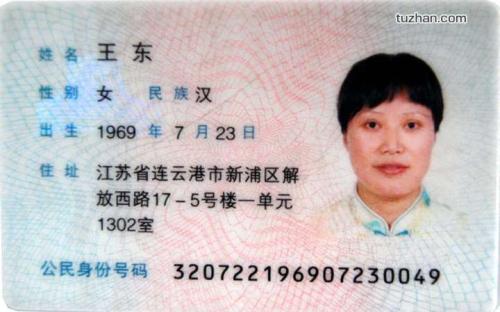 tuzhan.com
姓名 王东
性别 女 民族 汉
出生 1969 年 7 月 23 日
住址 江苏省连云港市新浦区解
放西路17-5号楼一单元
1302室
公民身份号码 320722196907230049